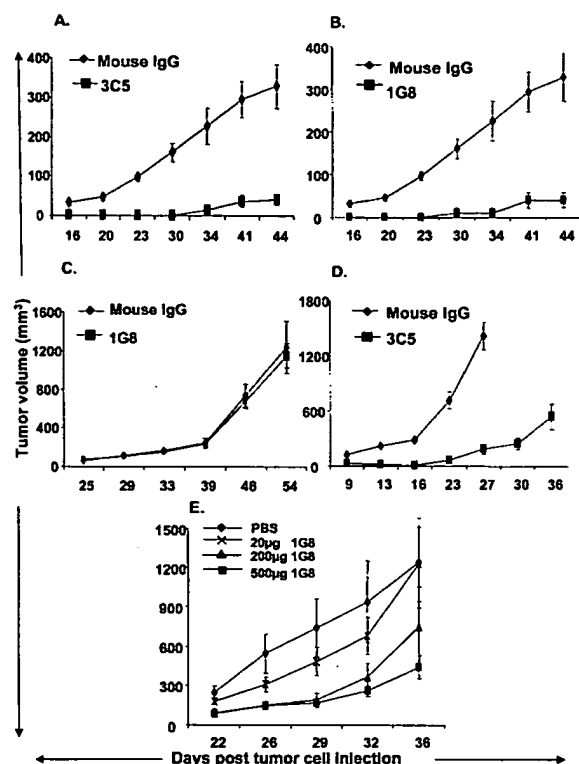 A.
Mouse IgG
3C5
400
300
200
100
0
16 20 23 30 34 41 44
B.
Mouse IgG
1G8
400
300
200
100
0
16 20 23 30 34 41 44
Tumor volume (mm³)
C.
Mouse IgG
1G8
1600
1200
800
400
0
25 29 33 39 48 54
D.
Mouse IgG
3C5
1800
1200
600
0
9 13 16 23 27 30 36
E.
PBS
20µg 1G8
200µg 1G8
500µg 1G8
1500
1200
900
600
300
0
22 26 29 32 36
Days post tumor cell injection